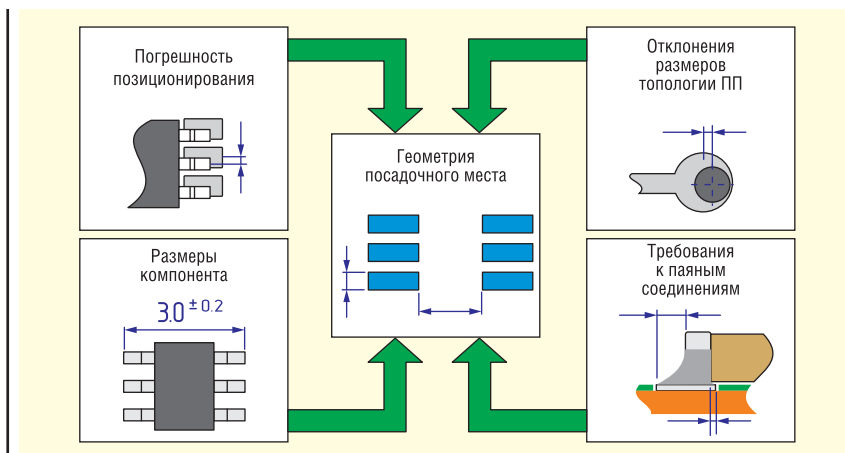 Погрешность
позиционирования
Отклонения
размеров
топологии ПП
Геометрия
посадочного места
Размеры
компонента
3.0 ± 0.2
Требования
к паяным
соединениям